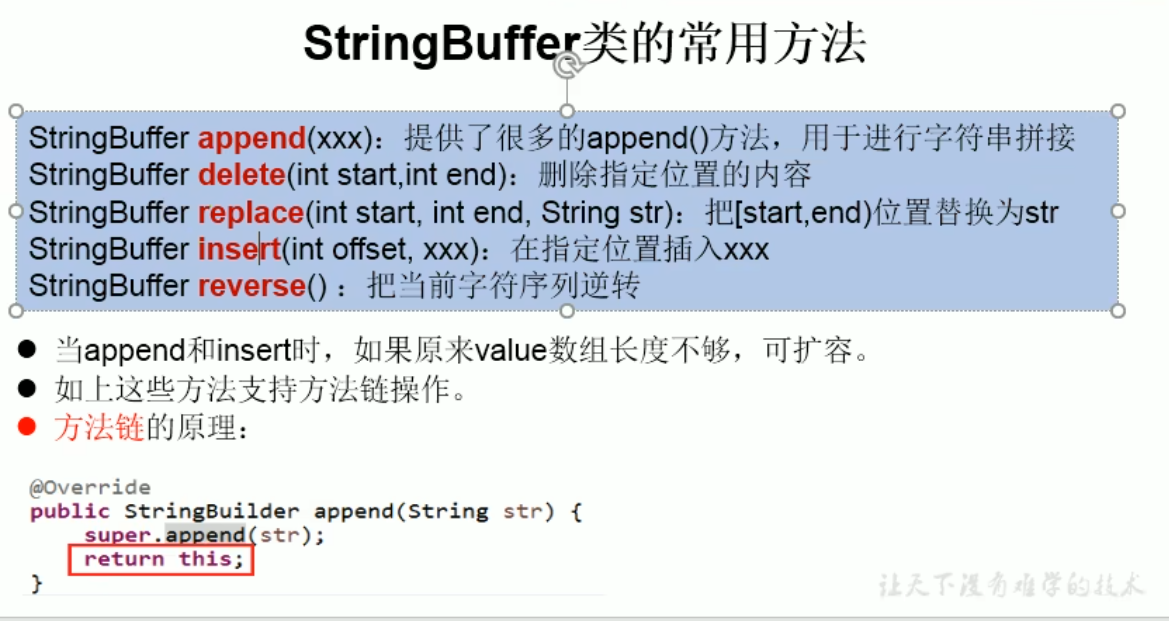 StringBuffer类的常用方法
StringBuffer append(xxx)：提供了很多的append()方法，用于进行字符串拼接
StringBuffer delete(int start,int end)：删除指定位置的内容
StringBuffer replace(int start, int end, String str)：把[start,end)位置替换为str
StringBuffer insert(int offset, xxx)：在指定位置插入xxx
StringBuffer reverse() ：把当前字符序列逆转
当append和insert时，如果原来value数组长度不够，可扩容。
如上这些方法支持方法链操作。
方法链的原理：
@Override
public StringBuilder append(String str) {
super.append(str);
return this;
}
让天下没有难学的技术